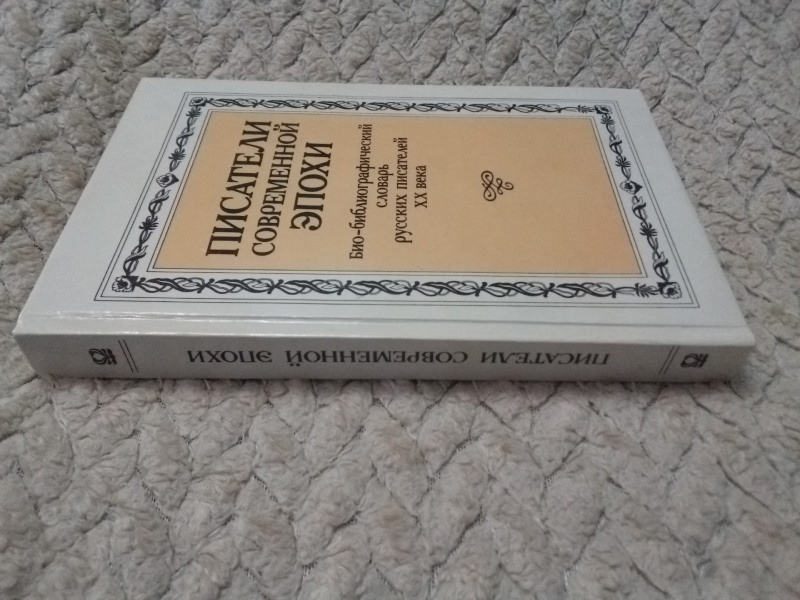 ПИСАТЕЛИ
СОВРЕМЕННОЙ
ЭПОХИ
Био-библиографический
словарь
русских писателей
XX века
ПИСАТЕЛИ СОВРЕМЕННОЙ ЭПОХИ